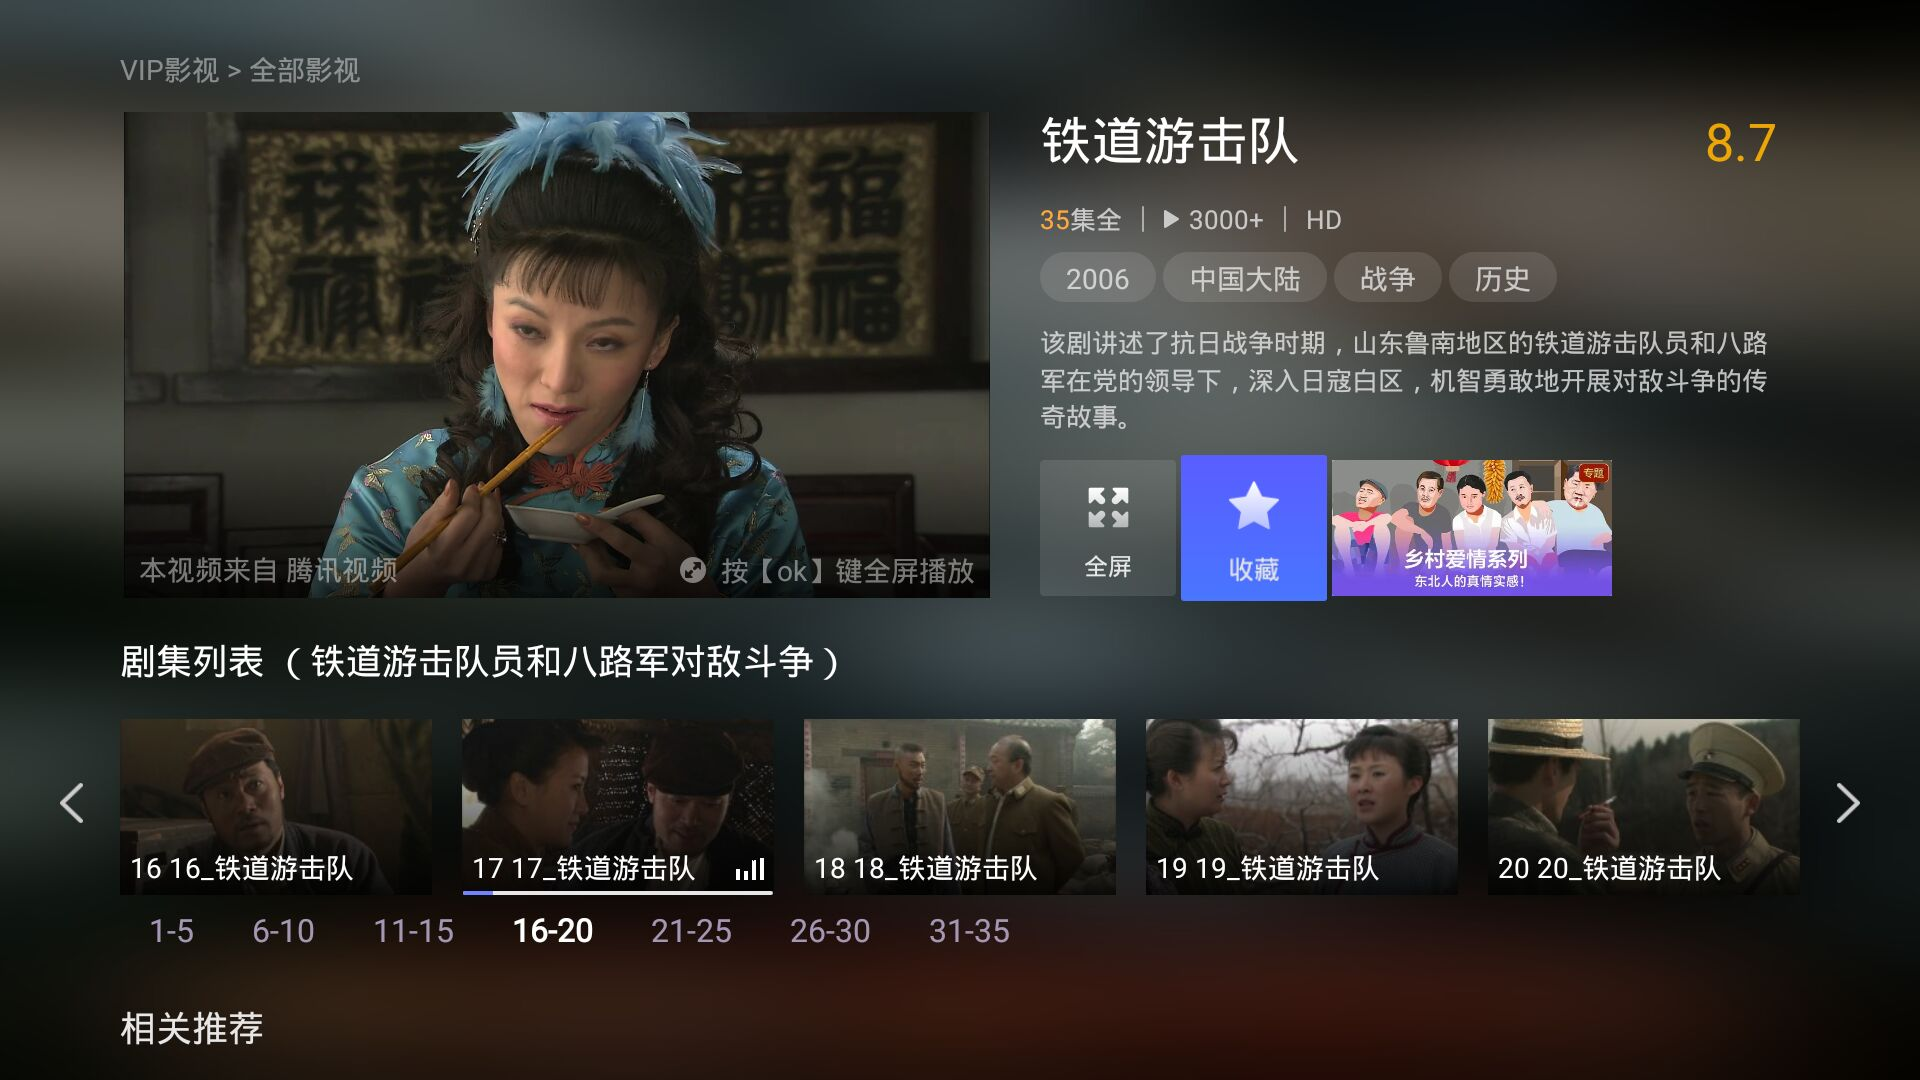 VIP影视 > 全部影视
本视频来自 腾讯视频
按【ok】键全屏播放
铁道游击队
8.7
35集全 | 3000+ | HD
2006 中国大陆 战争 历史
该剧讲述了抗日战争时期，山东鲁南地区的铁道游击队员和八路
军在党的领导下，深入日寇白区，机智勇敢地开展对敌斗争的传
奇故事。
全屏
收藏
专题
乡村爱情系列
东北人的真情实感！
剧集列表 （铁道游击队员和八路军对敌斗争）
16 16_铁道游击队
17 17_铁道游击队
18 18_铁道游击队
19 19_铁道游击队
20 20_铁道游击队
1-5 6-10 11-15 16-20 21-25 26-30 31-35
相关推荐